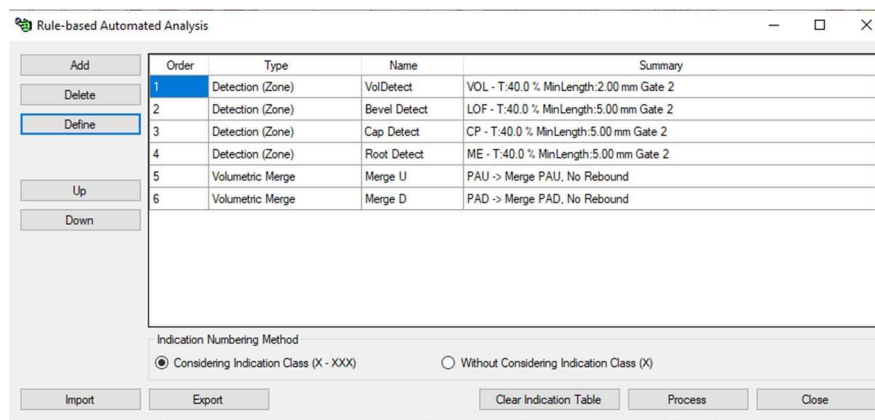 Rule-based Automated Analysis
Add
Delete
Define
Up
Down
Order Type Name Summary
1 Detection (Zone) VolDetect VOL - T:40.0 % MinLength:2.00 mm Gate 2
2 Detection (Zone) Bevel Detect LOF - T:40.0 % MinLength:5.00 mm Gate 2
3 Detection (Zone) Cap Detect CP - T:40.0 % MinLength:5.00 mm Gate 2
4 Detection (Zone) Root Detect ME - T:40.0 % MinLength:5.00 mm Gate 2
5 Volumetric Merge Merge U PAU -> Merge PAU, No Rebound
6 Volumetric Merge Merge D PAD -> Merge PAD, No Rebound
Indication Numbering Method
Considering Indication Class (X - XXX) Without Considering Indication Class (X)
Import Export Clear Indication Table Process Close